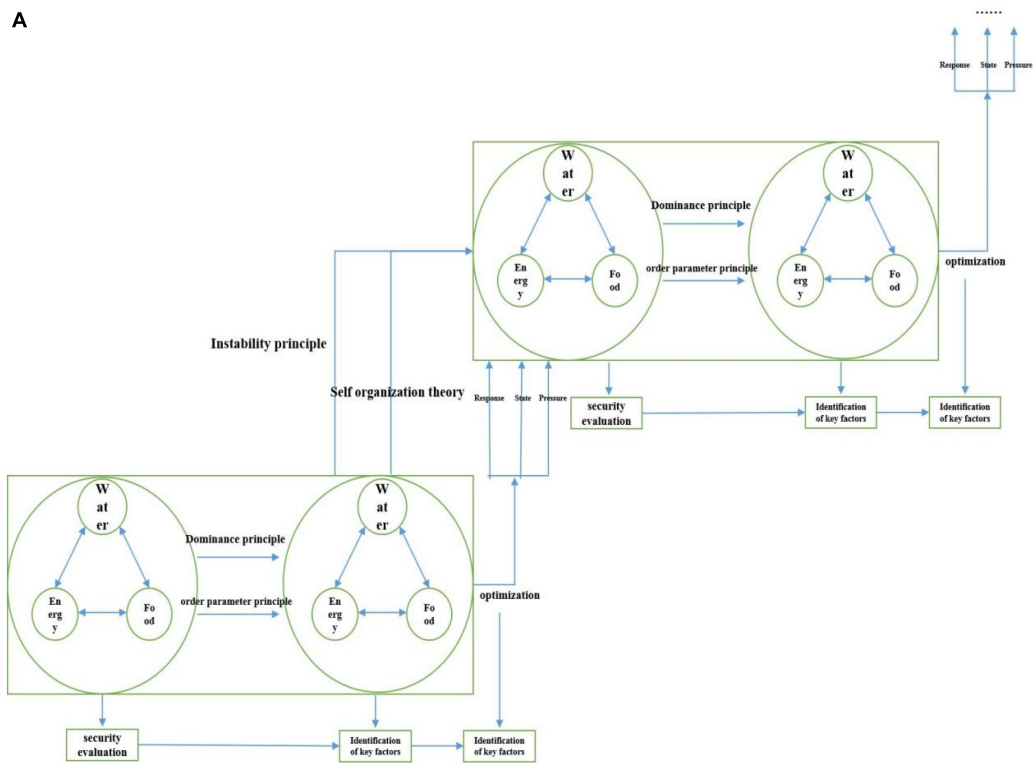 A
......
Response State Pressure
W
at
er
W
at
er
Dominance principle
En
erg
y
Fo
od
order parameter principle
En
erg
y
Fo
od
optimization
Instability principle
Self organization theory
Response State Pressure
security
evaluation
Identification
of key factors
Identification
of key factors
W
at
er
W
at
er
Dominance principle
En
erg
y
Fo
od
order parameter principle
En
erg
y
Fo
od
optimization
security
evaluation
Identification
of key factors
Identification
of key factors